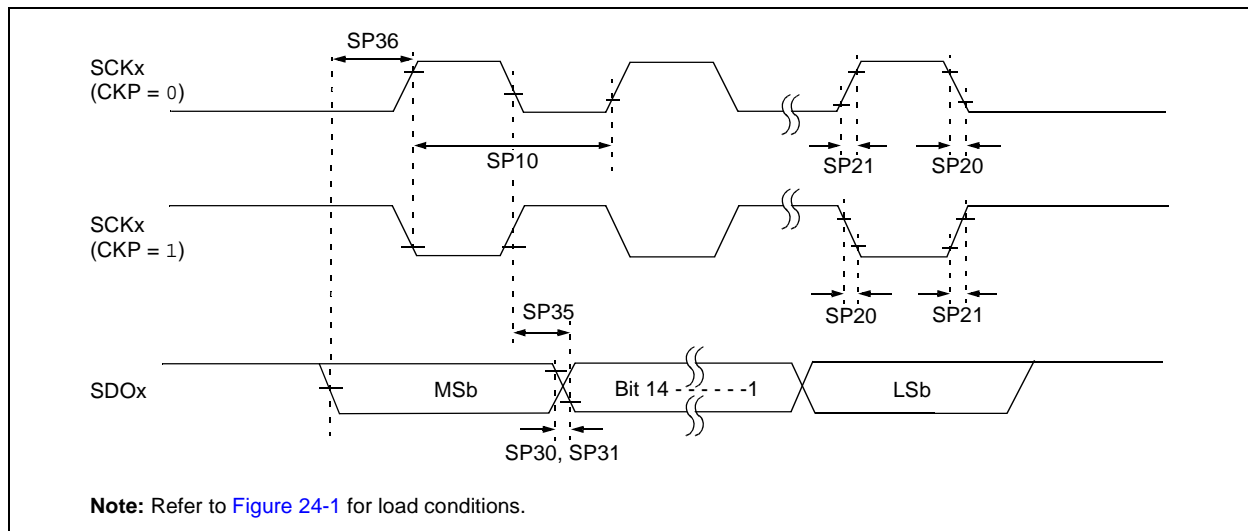 SP36
SCKx
(CKP = 0)
SP10
SP21
SP20
SCKx
(CKP = 1)
SP35
SP20
SP21
SDOx
MSb
Bit 14 - - - - - -1
LSb
SP30, SP31
Note: Refer to Figure 24-1 for load conditions.